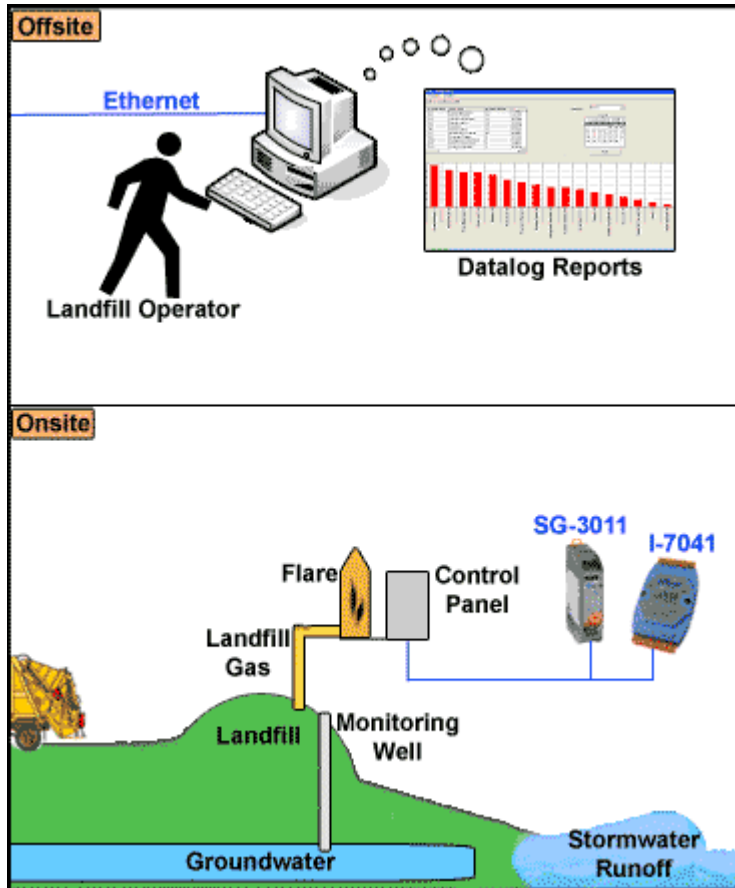 Offsite
Ethernet
Landfill Operator
Datalog Reports
Onsite
SG-3011
I-7041
Flare
Control
Panel
Landfill
Gas
Landfill
Monitoring
Well
Groundwater
Stormwater
Runoff